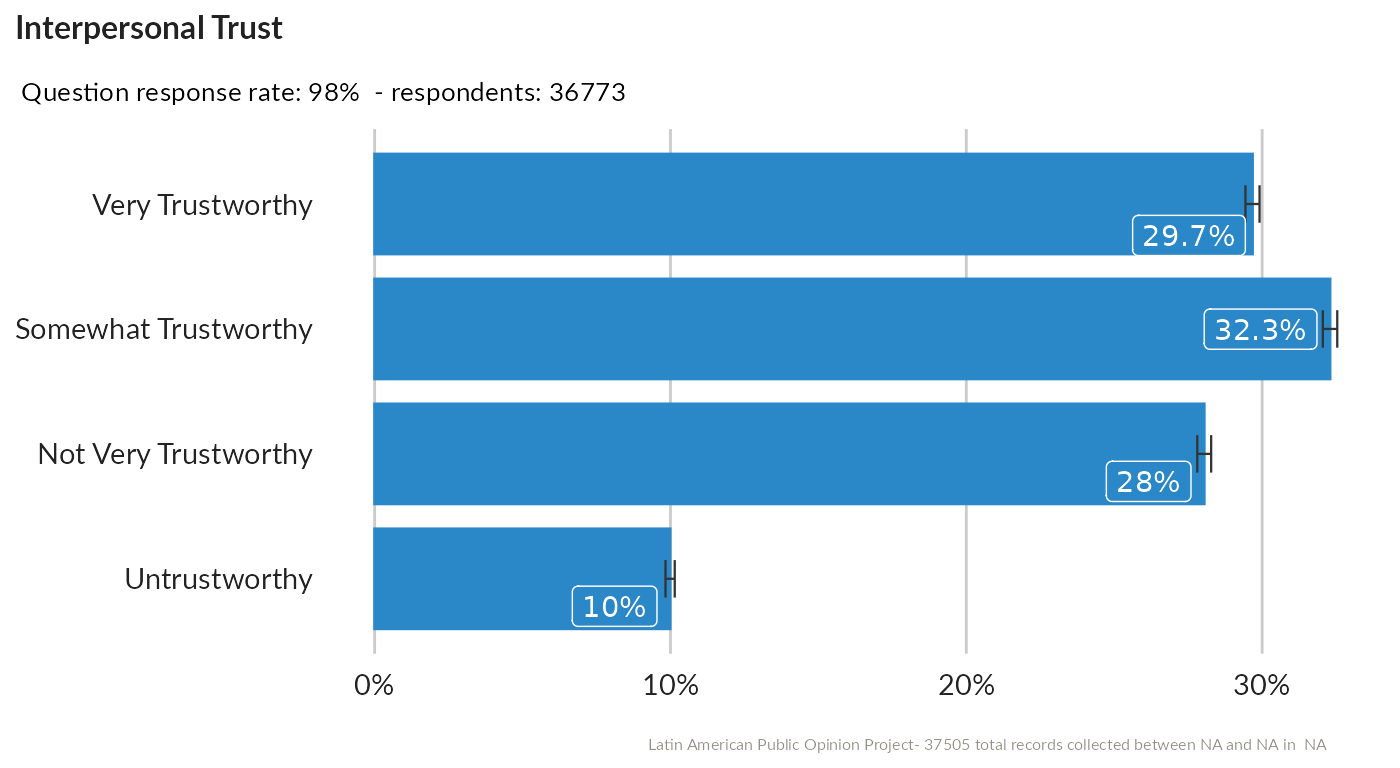 Interpersonal Trust
Question response rate: 98%  - respondents: 36773
Very Trustworthy
29.7%
Somewhat Trustworthy
32.3%
Not Very Trustworthy
28%
Untrustworthy
10%
0%
10%
20%
30%
Latin American Public Opinion Project- 37505 total records collected between NA and NA in  NA